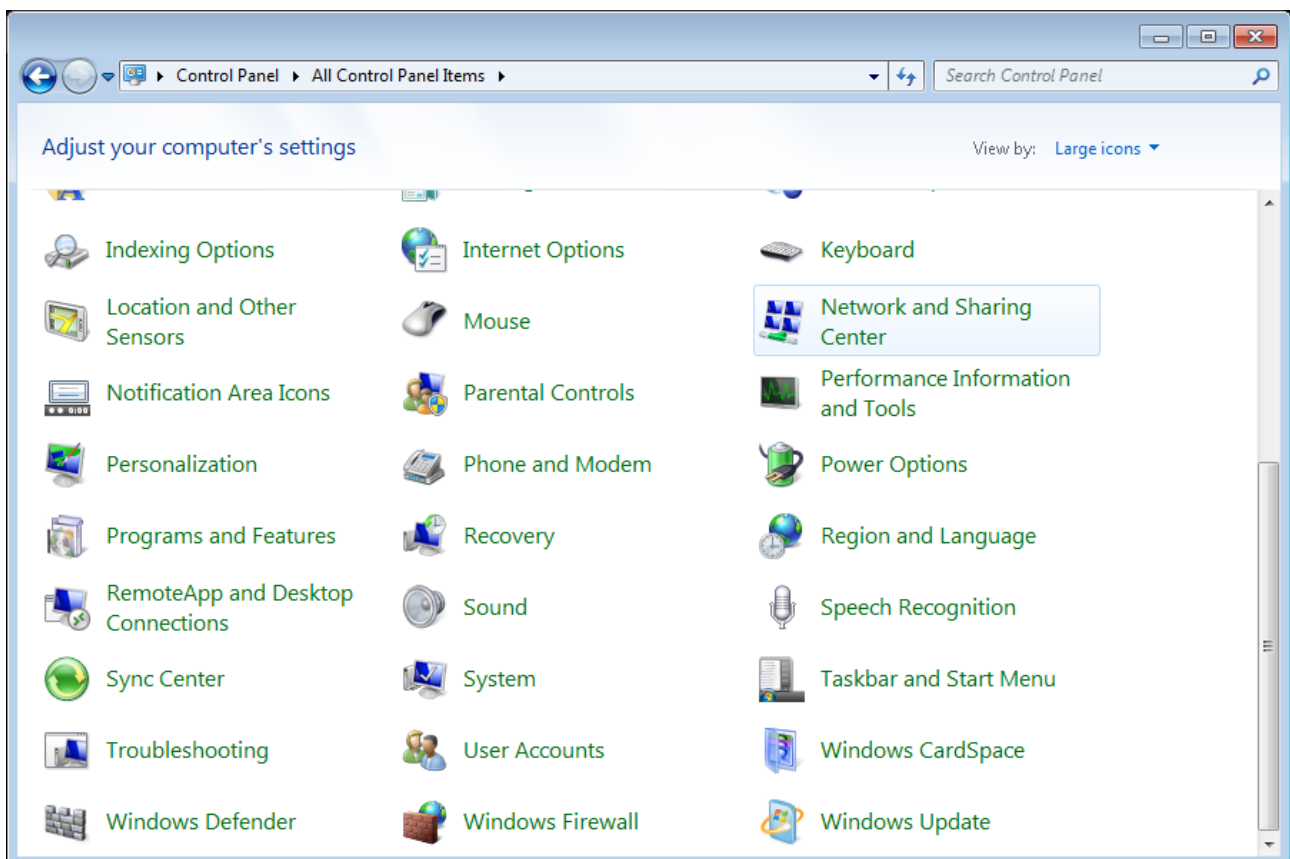 Control Panel ▸ All Control Panel Items ▸
Search Control Panel
Adjust your computer's settings
View by: Large icons
Indexing Options
Internet Options
Keyboard
Location and Other
Sensors
Mouse
Network and Sharing
Center
Notification Area Icons
Parental Controls
Performance Information
and Tools
Personalization
Phone and Modem
Power Options
Programs and Features
Recovery
Region and Language
RemoteApp and Desktop
Connections
Sound
Speech Recognition
Sync Center
System
Taskbar and Start Menu
Troubleshooting
User Accounts
Windows CardSpace
Windows Defender
Windows Firewall
Windows Update